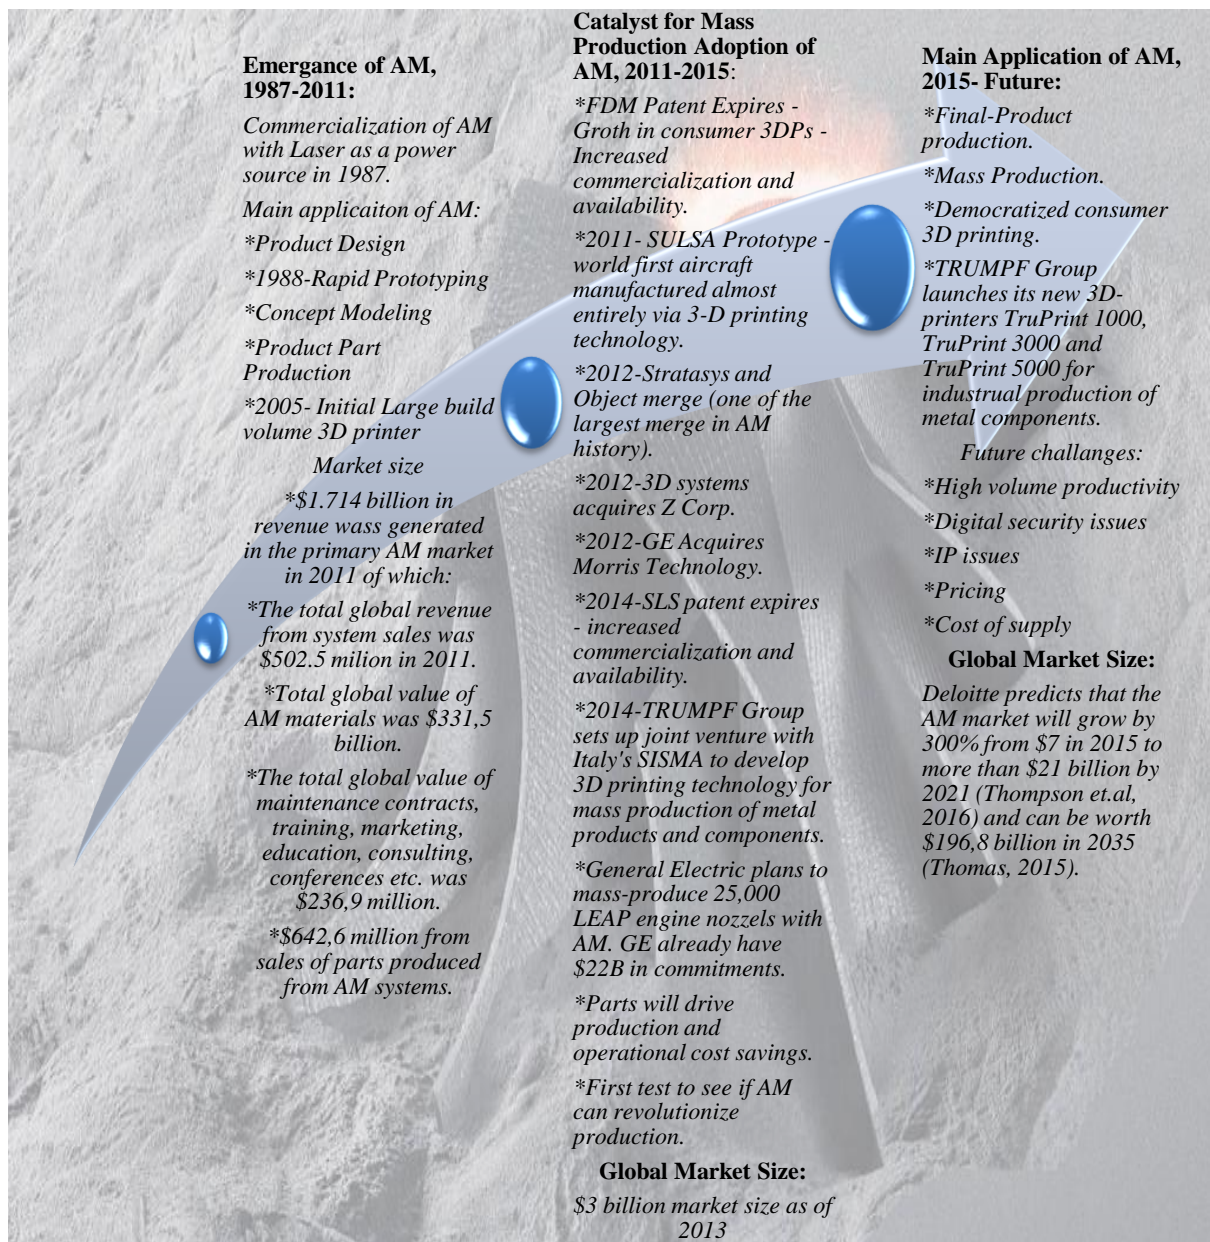 Emergance of AM,
1987-2011:
Commercialization of AM
with Laser as a power
source in 1987.
Main applicaiton of AM:
*Product Design
*1988-Rapid Prototyping
*Concept Modeling
*Product Part
Production
*2005- Initial Large build
volume 3D printer
Market size
*$1.714 billion in
revenue wass generated
in the primary AM market
in 2011 of which:
*The total global revenue
from system sales was
$502.5 milion in 2011.
*Total global value of
AM materials was $331,5
billion.
*The total global value of
maintenance contracts,
training, marketing,
education, consulting,
conferences etc. was
$236,9 million.
*$642,6 million from
sales of parts produced
from AM systems.
Catalyst for Mass
Production Adoption of
AM, 2011-2015:
*FDM Patent Expires -
Groth in consumer 3DPs -
Increased
commercialization and
availability.
*2011- SULSA Prototype -
world first aircraft
manufactured almost
entirely via 3-D printing
technology.
*2012-Stratasys and
Object merge (one of the
largest merge in AM
history).
*2012-3D systems
acquires Z Corp.
*2012-GE Acquires
Morris Technology.
*2014-SLS patent expires
- increased
commercialization and
availability.
*2014-TRUMPF Group
sets up joint venture with
Italy's SISMA to develop
3D printing technology for
mass production of metal
products and components.
*General Electric plans to
mass-produce 25,000
LEAP engine nozzels with
AM. GE already have
$22B in commitments.
*Parts will drive
production and
operational cost savings.
*First test to see if AM
can revolutionize
production.
Global Market Size:
$3 billion market size as of
2013
Main Application of AM,
2015- Future:
*Final-Product
production.
*Mass Production.
*Democratized consumer
3D printing.
*TRUMPF Group
launches its new 3D-
printers TruPrint 1000,
TruPrint 3000 and
TruPrint 5000 for
industrual production of
metal components.
Future challanges:
*High volume productivity
*Digital security issues
*IP issues
*Pricing
*Cost of supply
Global Market Size:
Deloitte predicts that the
AM market will grow by
300% from $7 in 2015 to
more than $21 billion by
2021 (Thompson et.al,
2016) and can be worth
$196,8 billion in 2035
(Thomas, 2015).